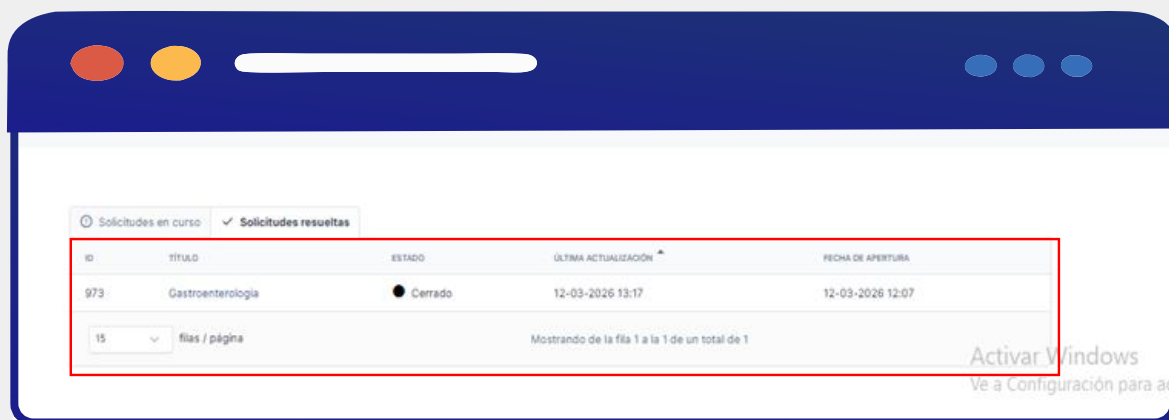 Solicitudes en curso Solicitudes resueltas
ID TÍTULO ESTADO ÚLTIMA ACTUALIZACIÓN FECHA DE APERTURA
973 Gastroenterologia Cerrado 12-03-2026 13:17 12-03-2026 12:07
15 filas / página Mostrando de la fila 1 a la 1 de un total de 1
Activar Windows
Ve a Configuración para